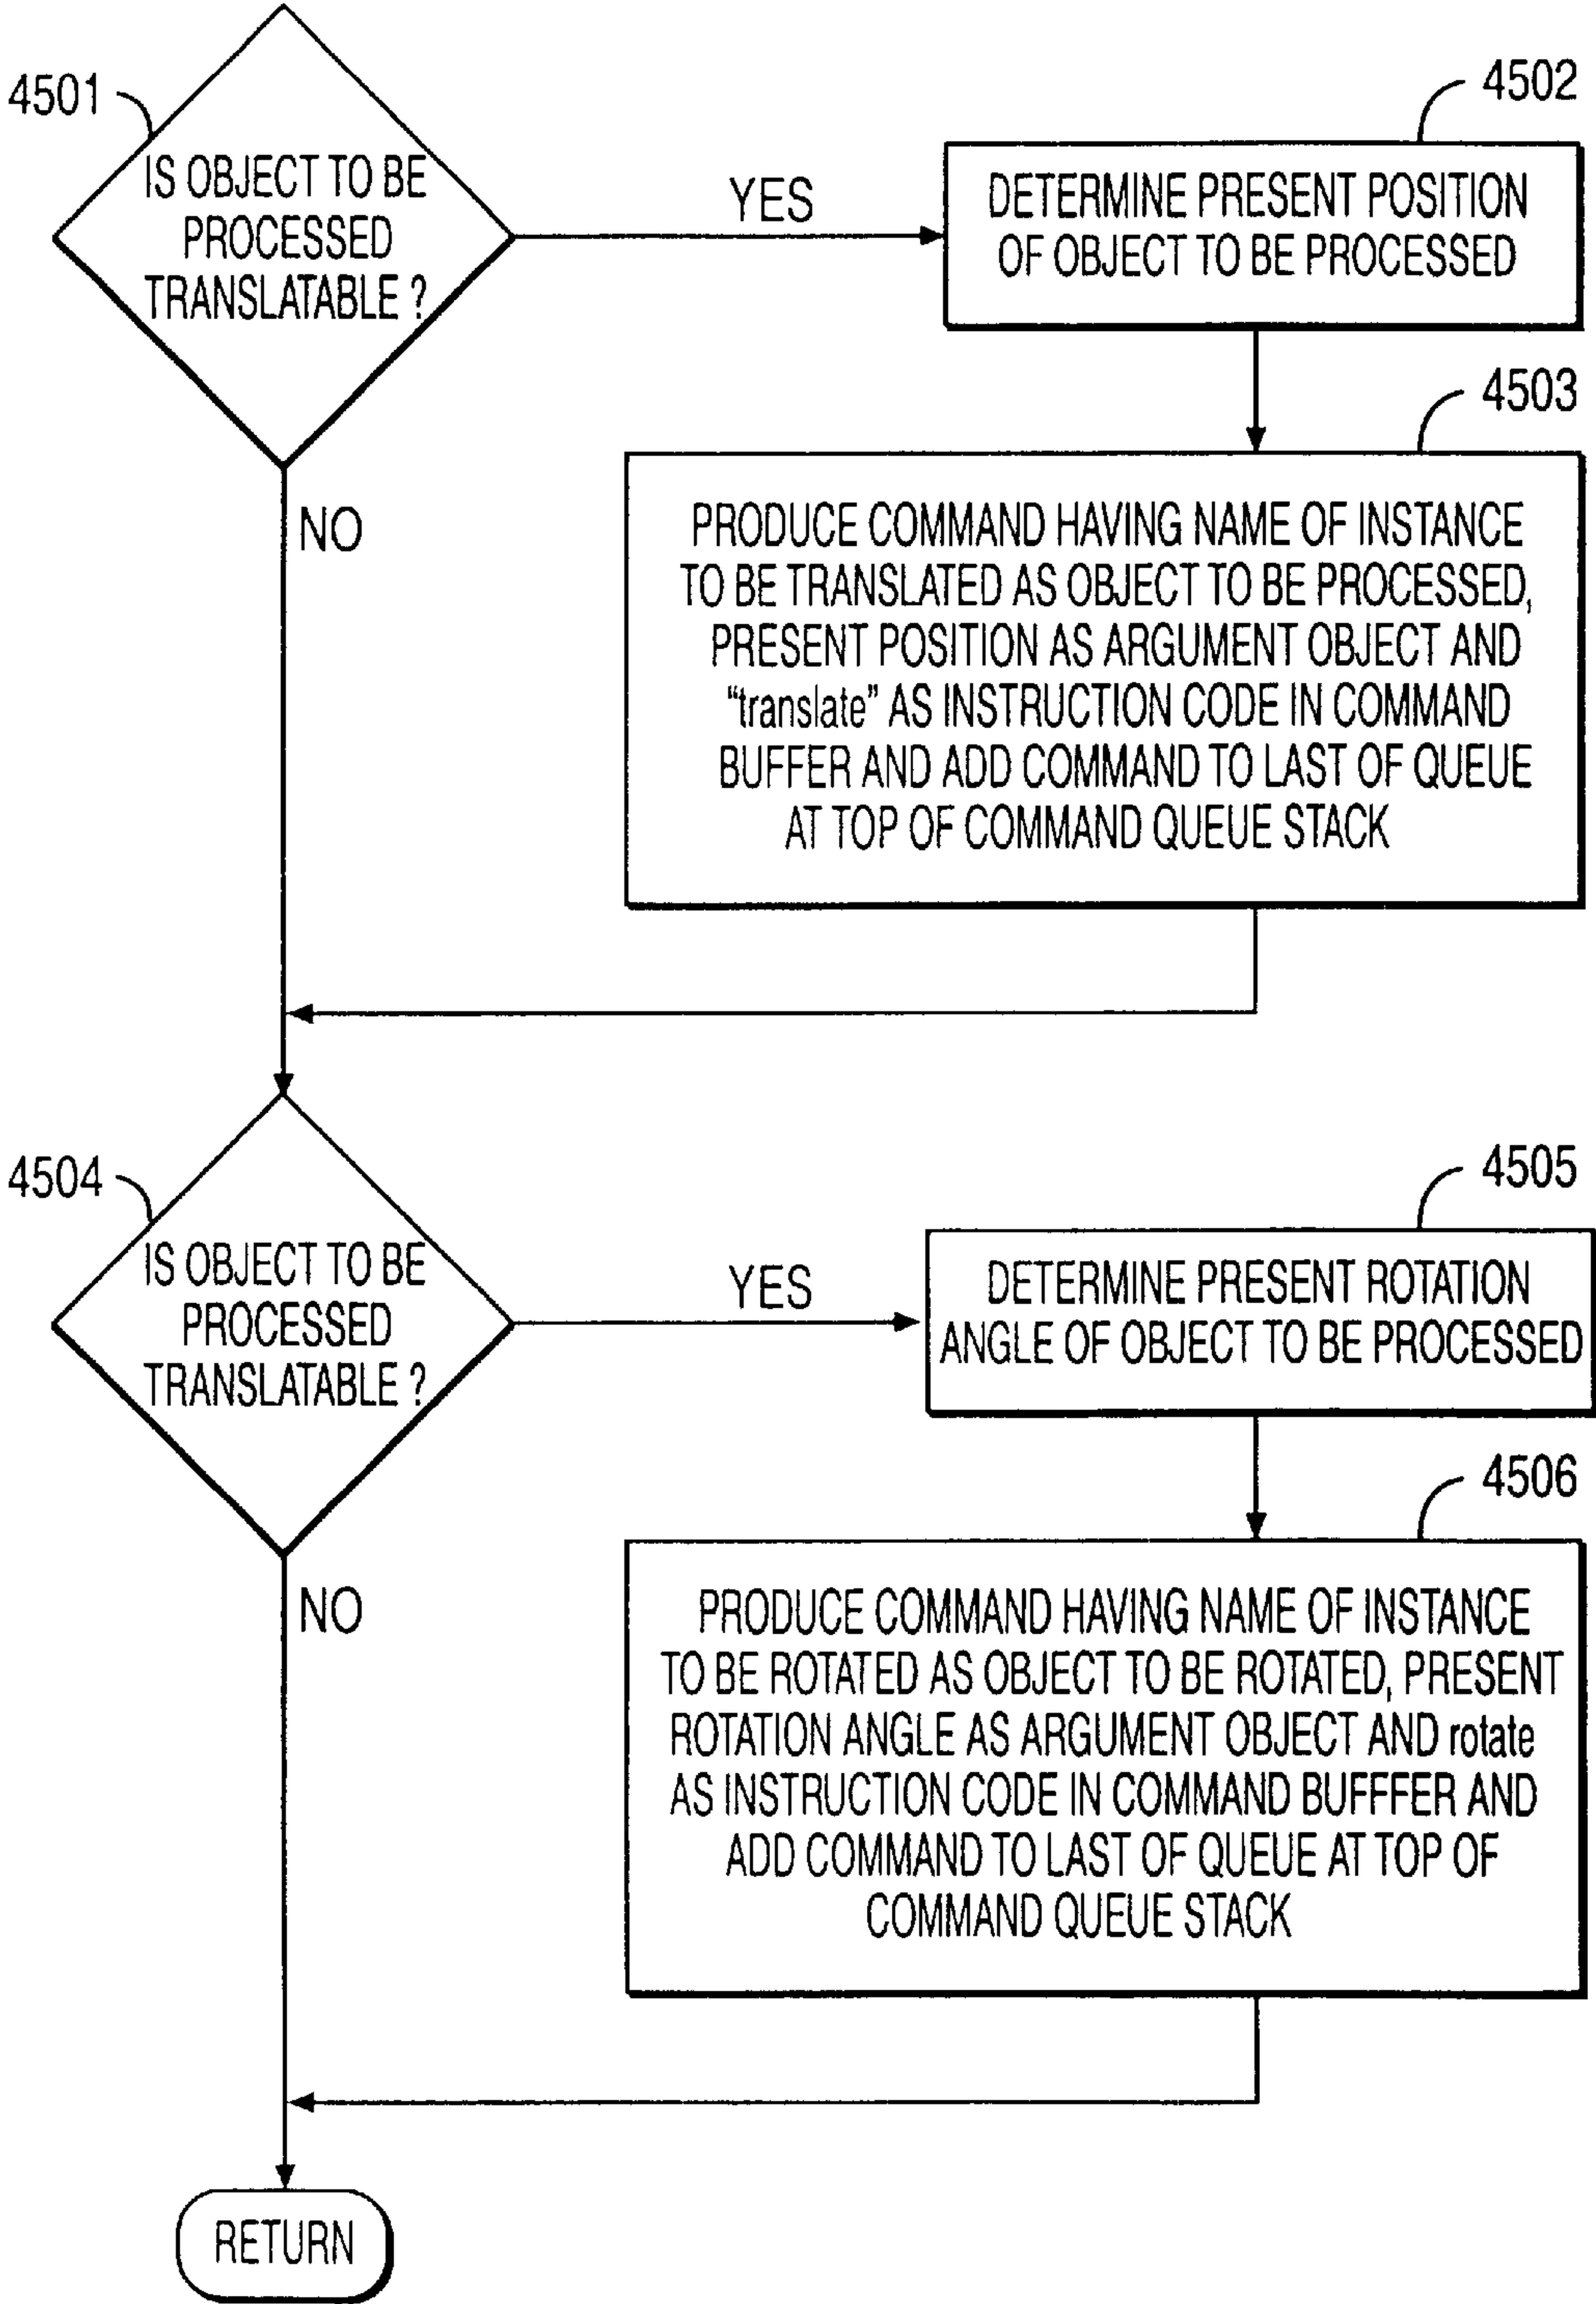 4501
IS OBJECT TO BE
PROCESSED
TRANSLATABLE ?
YES
NO
4502
DETERMINE PRESENT POSITION
OF OBJECT TO BE PROCESSED
4503
PRODUCE COMMAND HAVING NAME OF INSTANCE
TO BE TRANSLATED AS OBJECT TO BE PROCESSED,
PRESENT POSITION AS ARGUMENT OBJECT AND
“translate” AS INSTRUCTION CODE IN COMMAND
BUFFER AND ADD COMMAND TO LAST OF QUEUE
AT TOP OF COMMAND QUEUE STACK
4504
IS OBJECT TO BE
PROCESSED
TRANSLATABLE ?
YES
NO
4505
DETERMINE PRESENT ROTATION
ANGLE OF OBJECT TO BE PROCESSED
4506
PRODUCE COMMAND HAVING NAME OF INSTANCE
TO BE ROTATED AS OBJECT TO BE ROTATED, PRESENT
ROTATION ANGLE AS ARGUMENT OBJECT AND rotate
AS INSTRUCTION CODE IN COMMAND BUFFFER AND
ADD COMMAND TO LAST OF QUEUE AT TOP OF
COMMAND QUEUE STACK
RETURN